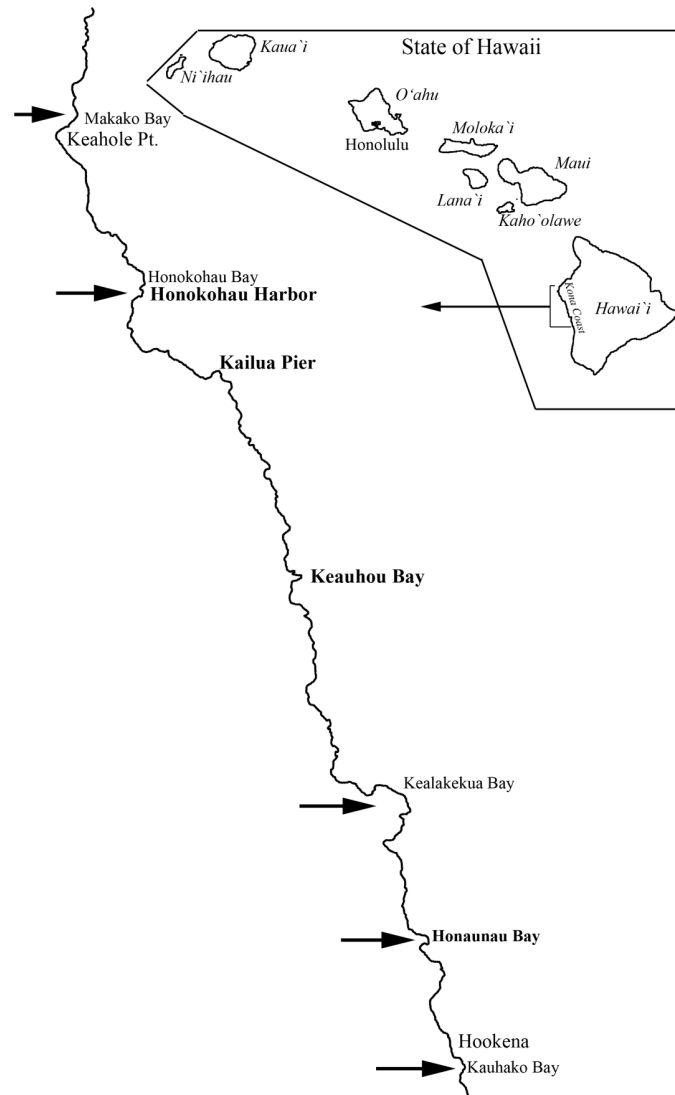 State of Hawaii
Kaua`i
Ni`ihau
O‘ahu
Honolulu
Moloka`i
Maui
Lana`i
Kaho`olawe
Kona Coast
Hawai`i
Makako Bay
Keahole Pt.
Honokohau Bay
Honokohau Harbor
Kailua Pier
Keauhou Bay
Kealakekua Bay
Honaunau Bay
Hookena
Kauhako Bay